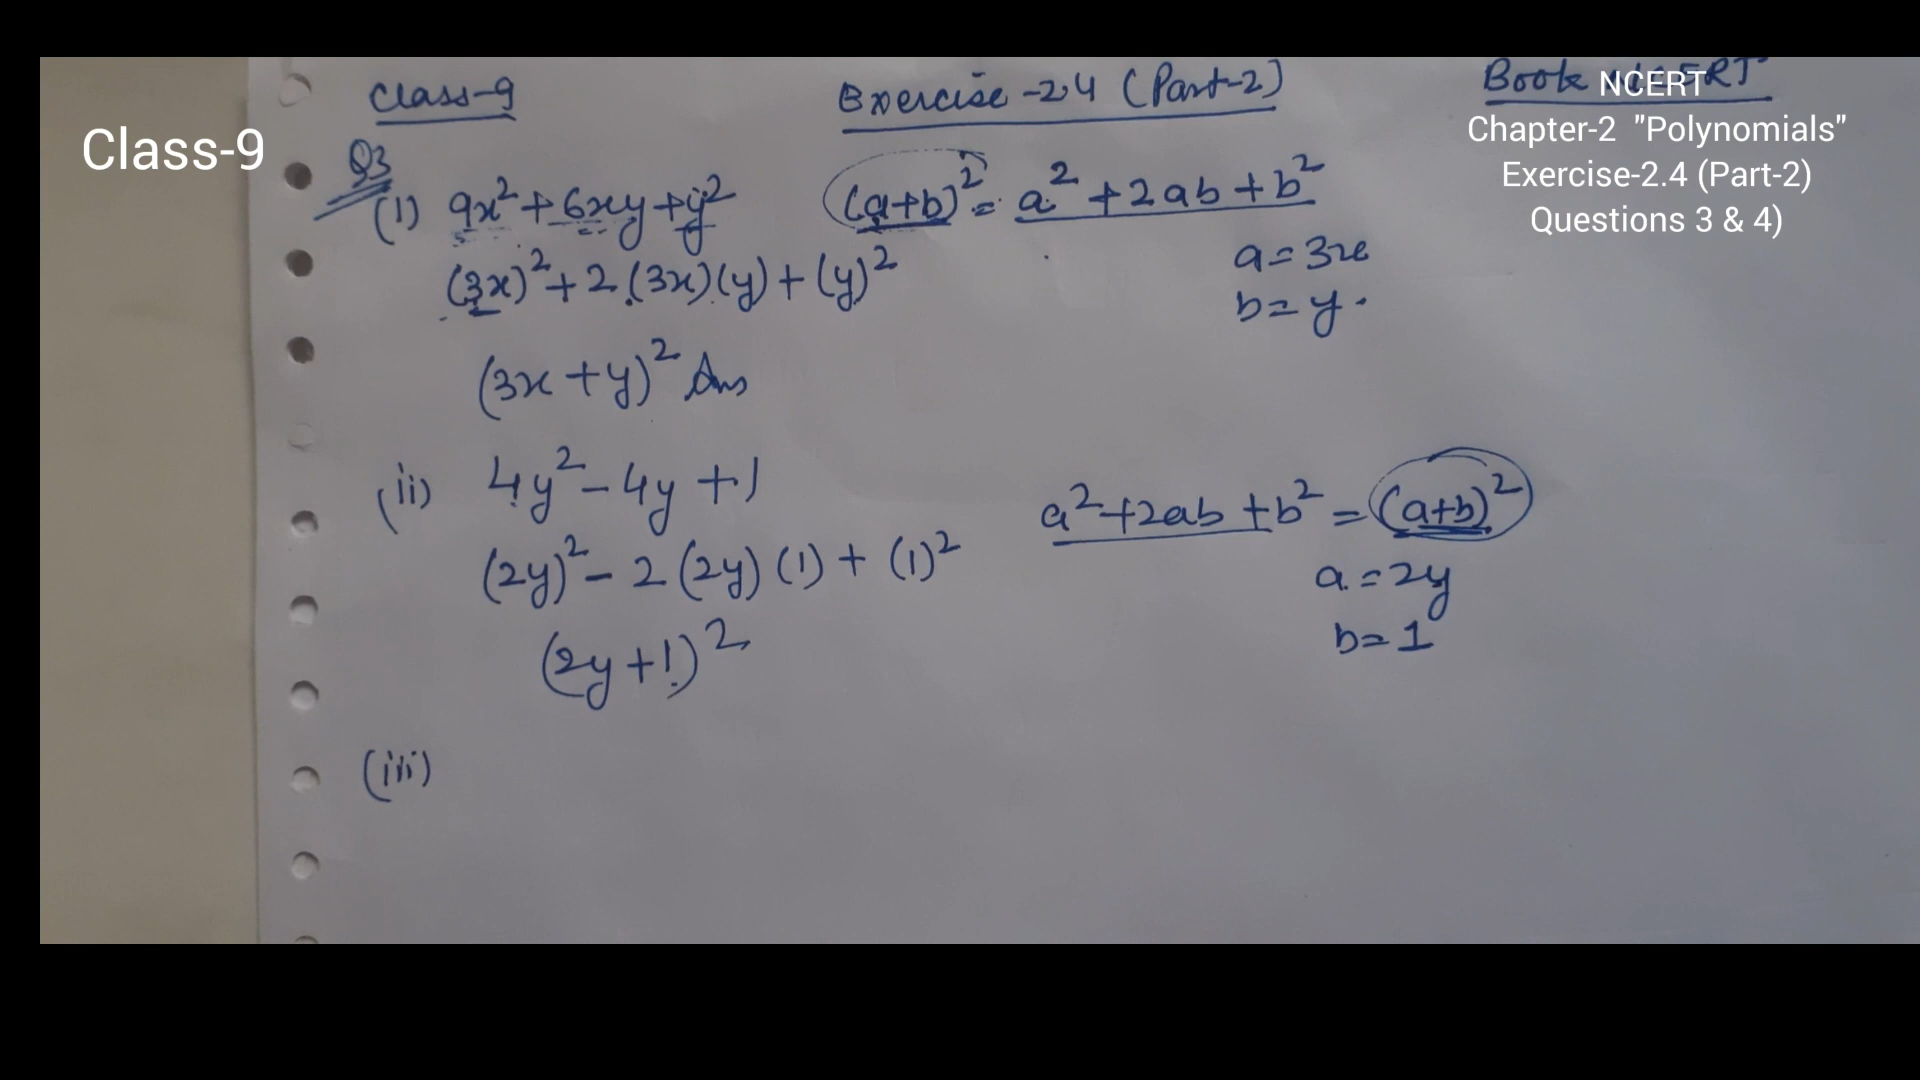 Class-9
Exercise-2.4 (Part-2)
Book NCERT
Class-9
NCERT
Chapter-2 "Polynomials"
Exercise-2.4 (Part-2)
Questions 3 & 4)
Q3
(1) 9x²+6xy+y²
(a+b)² = a²+2ab+b²
(3x)²+2.(3x)(y)+(y)²
a=3x
b=y.
(3x+y)² Ans
(ii) 4y²-4y+1
a²+2ab+b² = (a+b)²
(2y)²-2(2y)(1)+(1)²
a=2y
(2y+1)²
b=1
(iii)